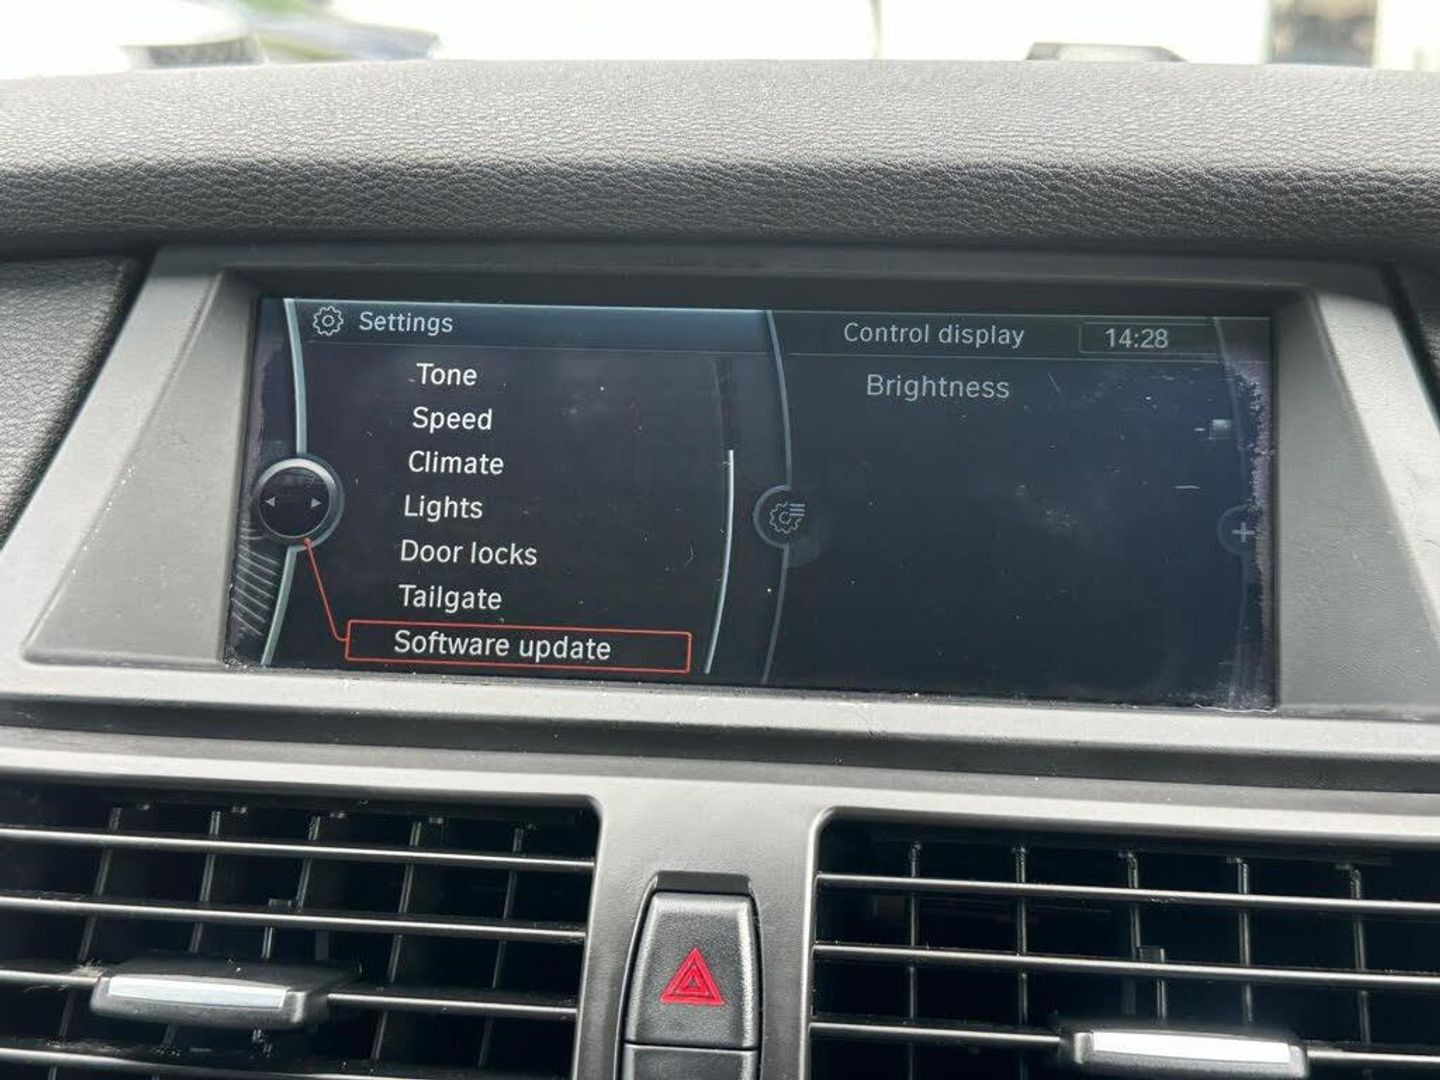 Settings
Tone
Speed
Climate
Lights
Door locks
Tailgate
Software update
Control display
14:28
Brightness